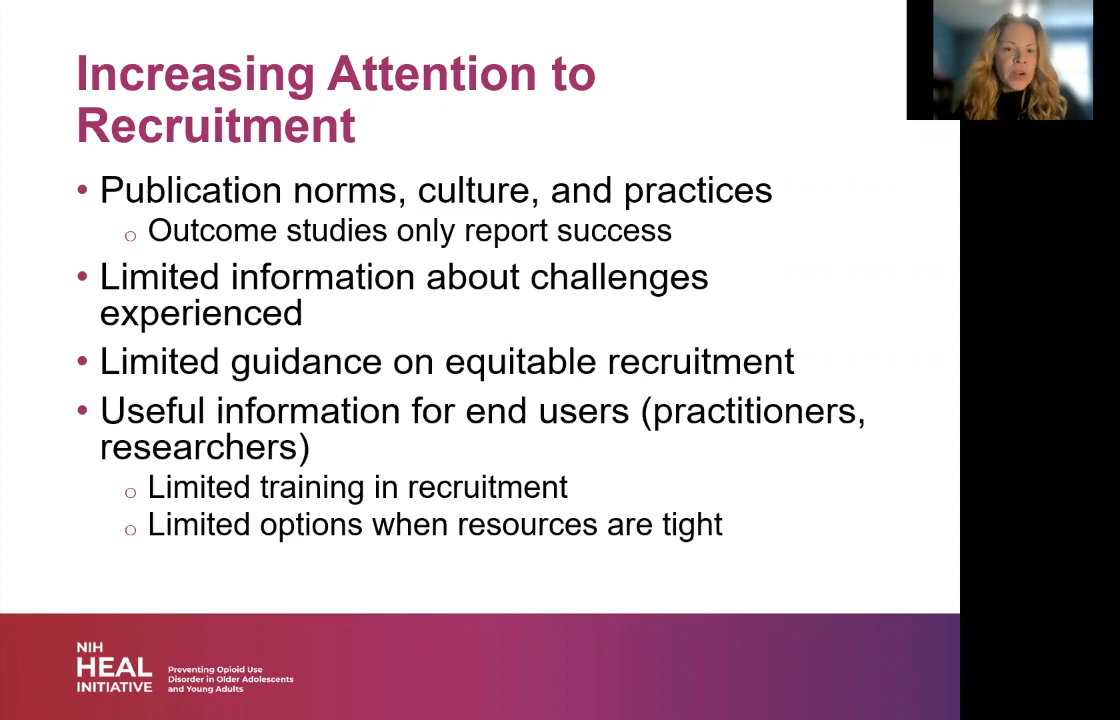 Increasing Attention to
Recruitment
• Publication norms, culture, and practices
o Outcome studies only report success
• Limited information about challenges
experienced
• Limited guidance on equitable recruitment
• Useful information for end users (practitioners,
researchers)
o Limited training in recruitment
o Limited options when resources are tight
NIH
HEAL
INITIATIVE
Preventing Opioid Use
Disorder in Older Adolescents
and Young Adults